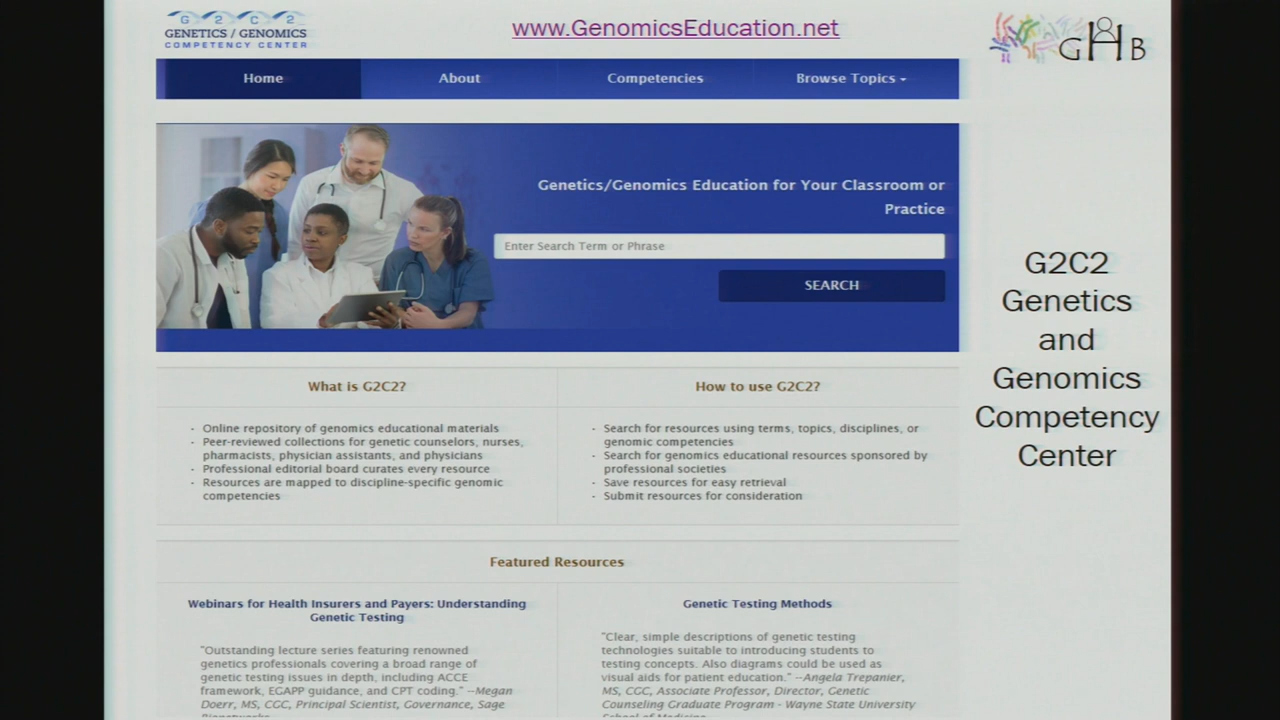 G 2 C 2
GENETICS / GENOMICS
COMPETENCY CENTER
www.GenomicsEducation.net
GHB
Home
About
Competencies
Browse Topics
Genetics/Genomics Education for Your Classroom or
Practice
Enter Search Term or Phrase
SEARCH
G2C2
Genetics
and
Genomics
Competency
Center
What is G2C2?
· Online repository of genomics educational materials
· Peer-reviewed collections for genetic counselors, nurses,
pharmacists, physician assistants, and physicians
· Professional editorial board curates every resource
· Resources are mapped to discipline-specific genomic
competencies
How to use G2C2?
· Search for resources using terms, topics, disciplines, or
genomic competencies
· Search for genomics educational resources sponsored by
professional societies
· Save resources for easy retrieval
· Submit resources for consideration
Featured Resources
Webinars for Health Insurers and Payers: Understanding
Genetic Testing
"Outstanding lecture series featuring renowned
genetics professionals covering a broad range of
genetic testing issues in depth, including ACCE
framework, EGAPP guidance, and CPT coding." --Megan
Doerr, MS, CGC, Principal Scientist, Governance, Sage
Bionetworks
Genetic Testing Methods
"Clear, simple descriptions of genetic testing
technologies suitable to introducing students to
testing concepts. Also diagrams could be used as
visual aids for patient education." --Angela Trepanier,
MS, CGC, Associate Professor, Director, Genetic
Counseling Graduate Program - Wayne State University
School of Medicine